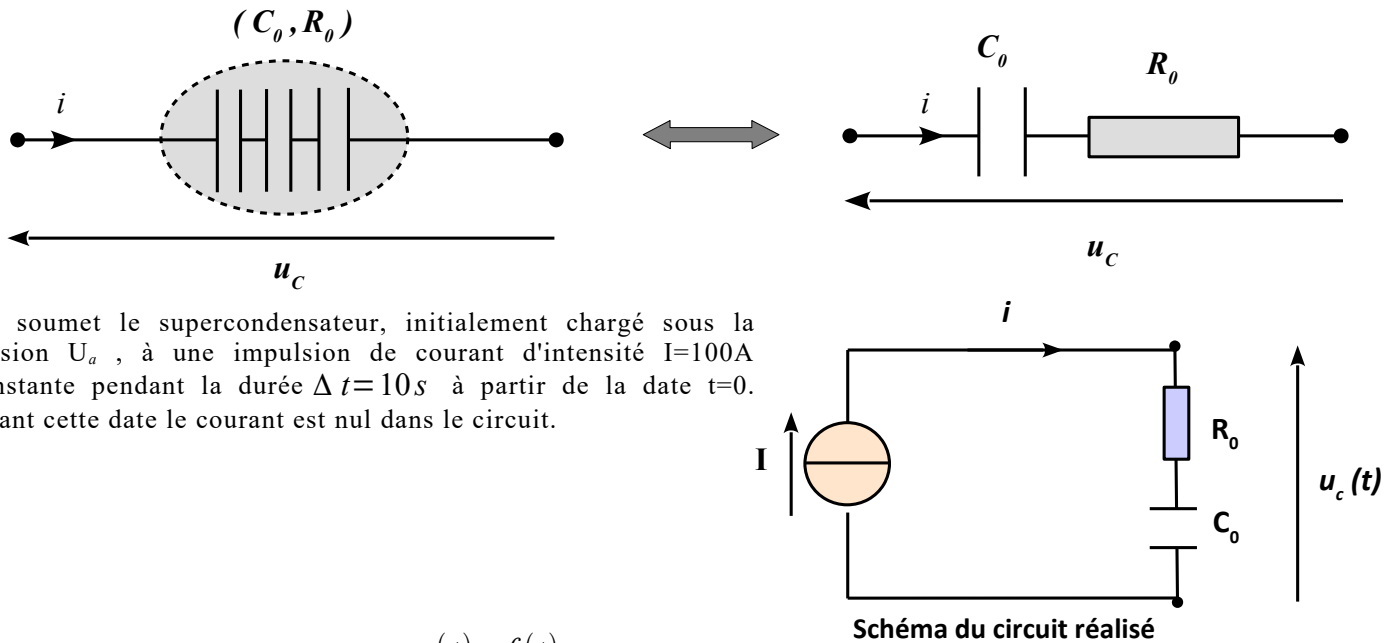 ( C₀ , R₀ )
i
u_C
C₀
R₀
i
u_C
soumet le supercondensateur, initialement chargé sous la
sion Uₐ , à une impulsion de courant d'intensité I=100A
nstante pendant la durée Δ t=10 s à partir de la date t=0.
ant cette date le courant est nul dans le circuit.
i
I
R₀
u_c (t)
C₀
Schéma du circuit réalisé